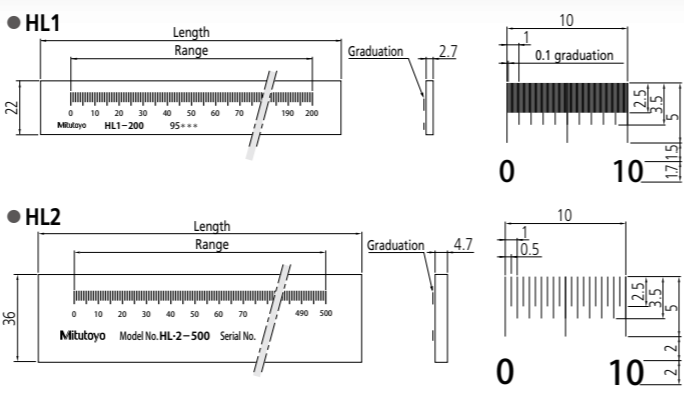 ● HL1
Length
Range
22
0 10 20 30 40 50 60 70 190 200
Mitutoyo HL1-200 95***
Graduation
2.7
10
1
0.1 graduation
2.5
3.5
5
1.5
1.7
0 10
● HL2
Length
Range
36
0 10 20 30 40 50 60 70 490 500
Mitutoyo Model No. HL-2-500 Serial No.
Graduation
4.7
10
1
0.5
2.5
3.5
5
2
2
0 10